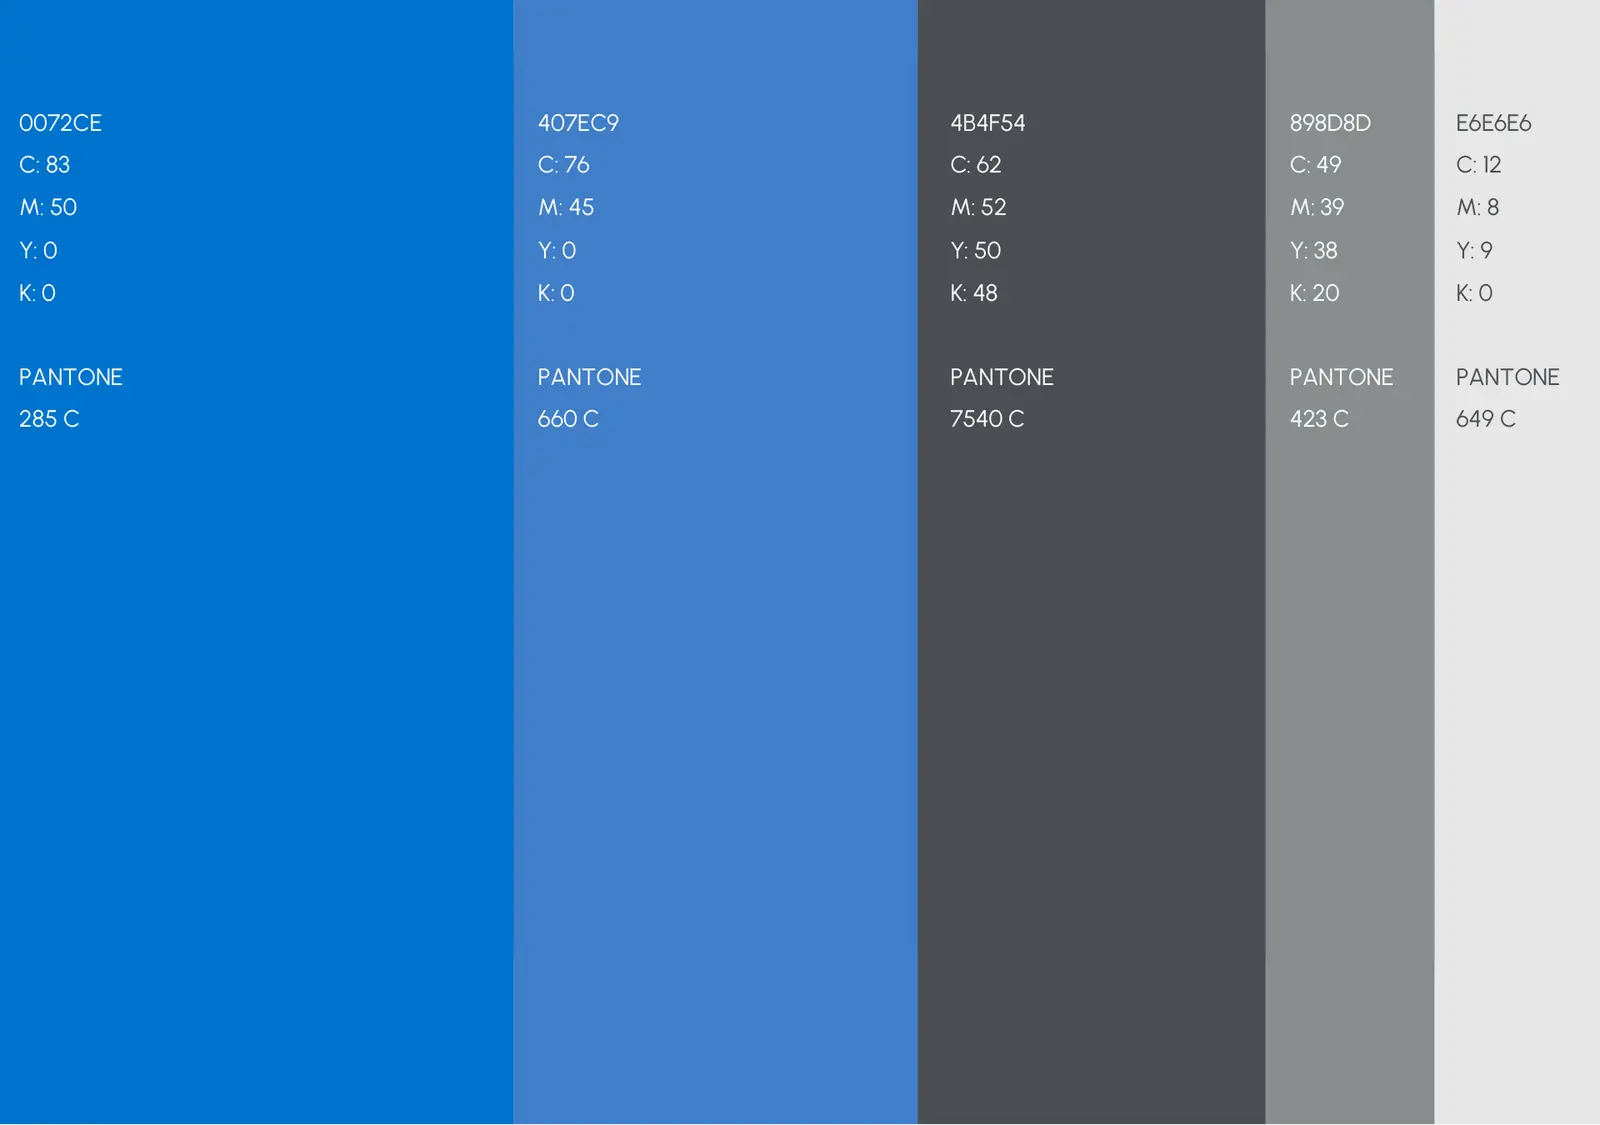 0072CE
C: 83
M: 50
Y: 0
K: 0
PANTONE
285 C
407EC9
C: 76
M: 45
Y: 0
K: 0
PANTONE
660 C
4B4F54
C: 62
M: 52
Y: 50
K: 48
PANTONE
7540 C
898D8D
C: 49
M: 39
Y: 38
K: 20
PANTONE
423 C
E6E6E6
C: 12
M: 8
Y: 9
K: 0
PANTONE
649 C